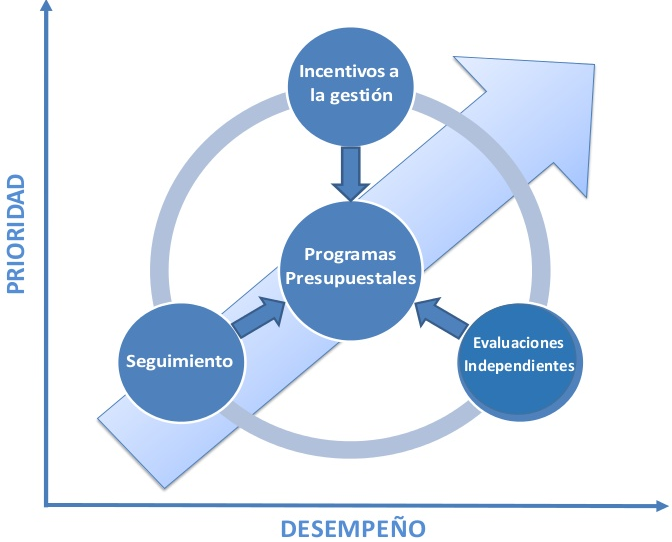 Incentivos a
la gestión
PRIORIDAD
Programas
Presupuestales
Seguimiento
Evaluaciones
Independientes
DESEMPEÑO